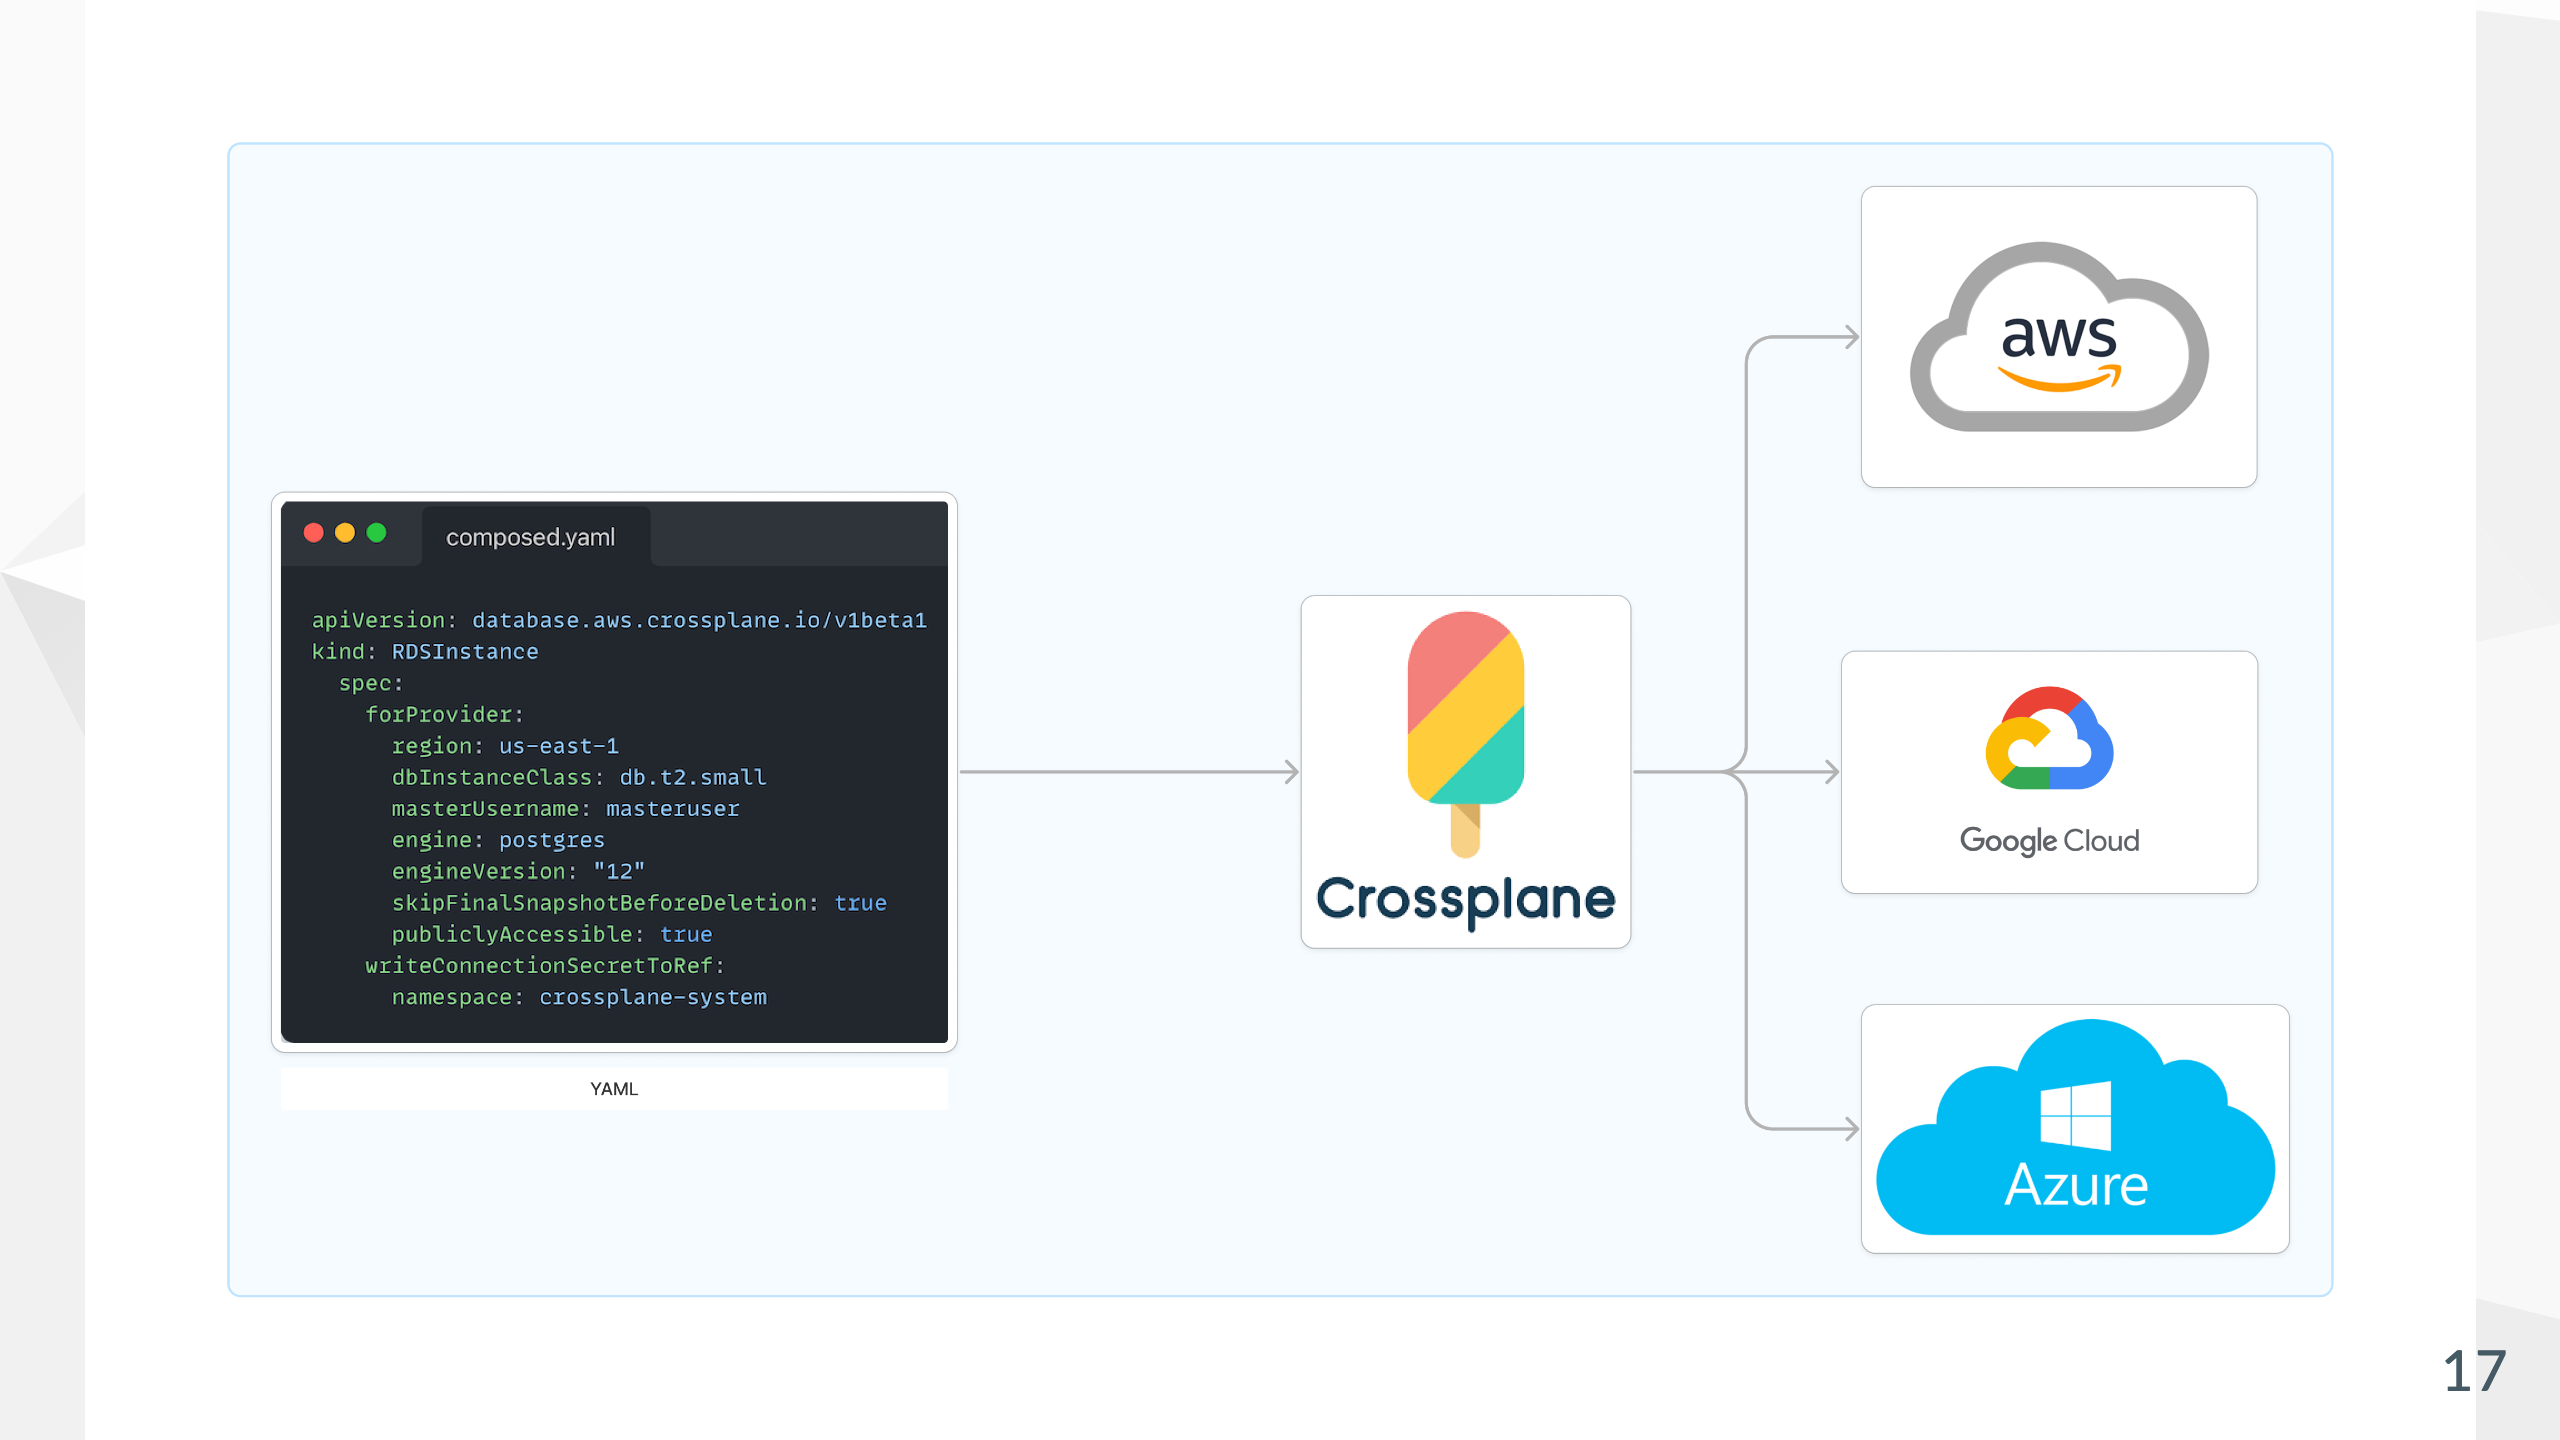 composed.yaml
apiVersion: database.aws.crossplane.io/v1beta1
kind: RDSInstance
  spec:
    forProvider:
      region: us-east-1
      dbInstanceClass: db.t2.small
      masterUsername: masteruser
      engine: postgres
      engineVersion: "12"
      skipFinalSnapshotBeforeDeletion: true
      publiclyAccessible: true
    writeConnectionSecretToRef:
      namespace: crossplane-system
YAML
Crossplane
aws
Google Cloud
Azure
17